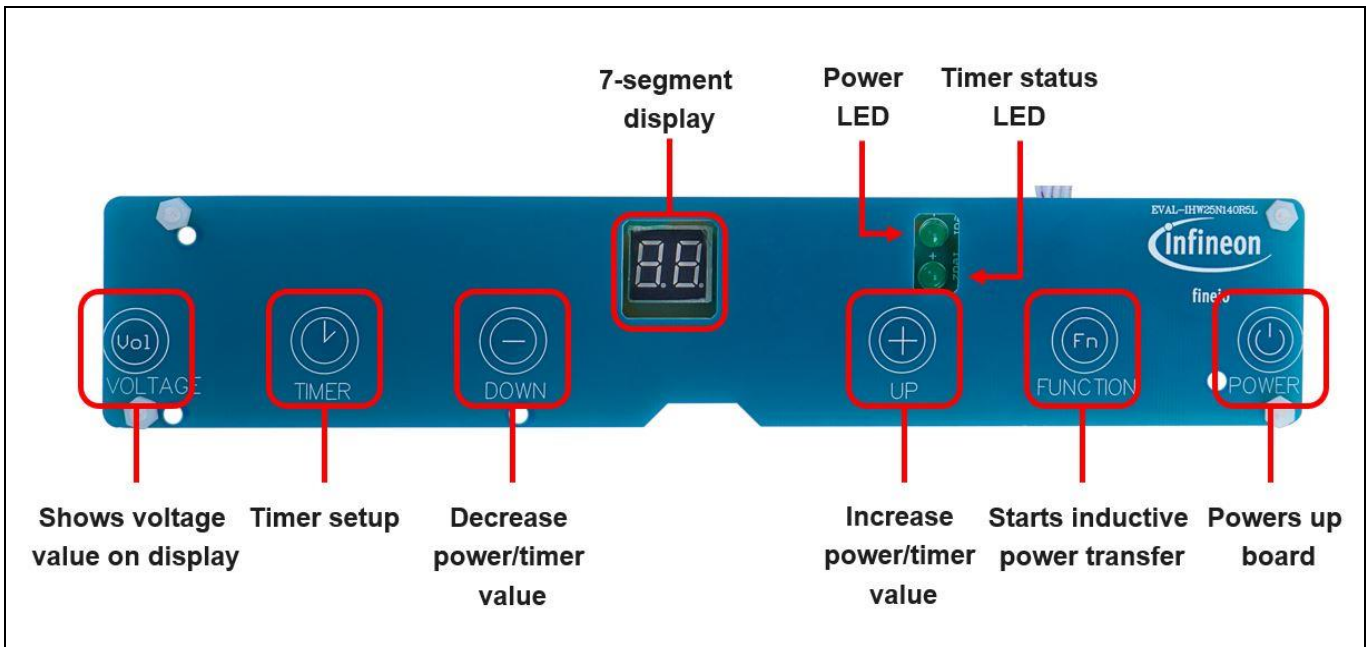 7-segment
display
Power
LED
Timer status
LED
EVAL-IHW25N140R5L
infineon
finejo
Vol
VOLTAGE
TIMER
DOWN
UP
Fn
FUNCTION
POWER
Shows voltage
value on display
Timer setup
Decrease
power/timer
value
Increase
power/timer
value
Starts inductive
power transfer
Powers up
board